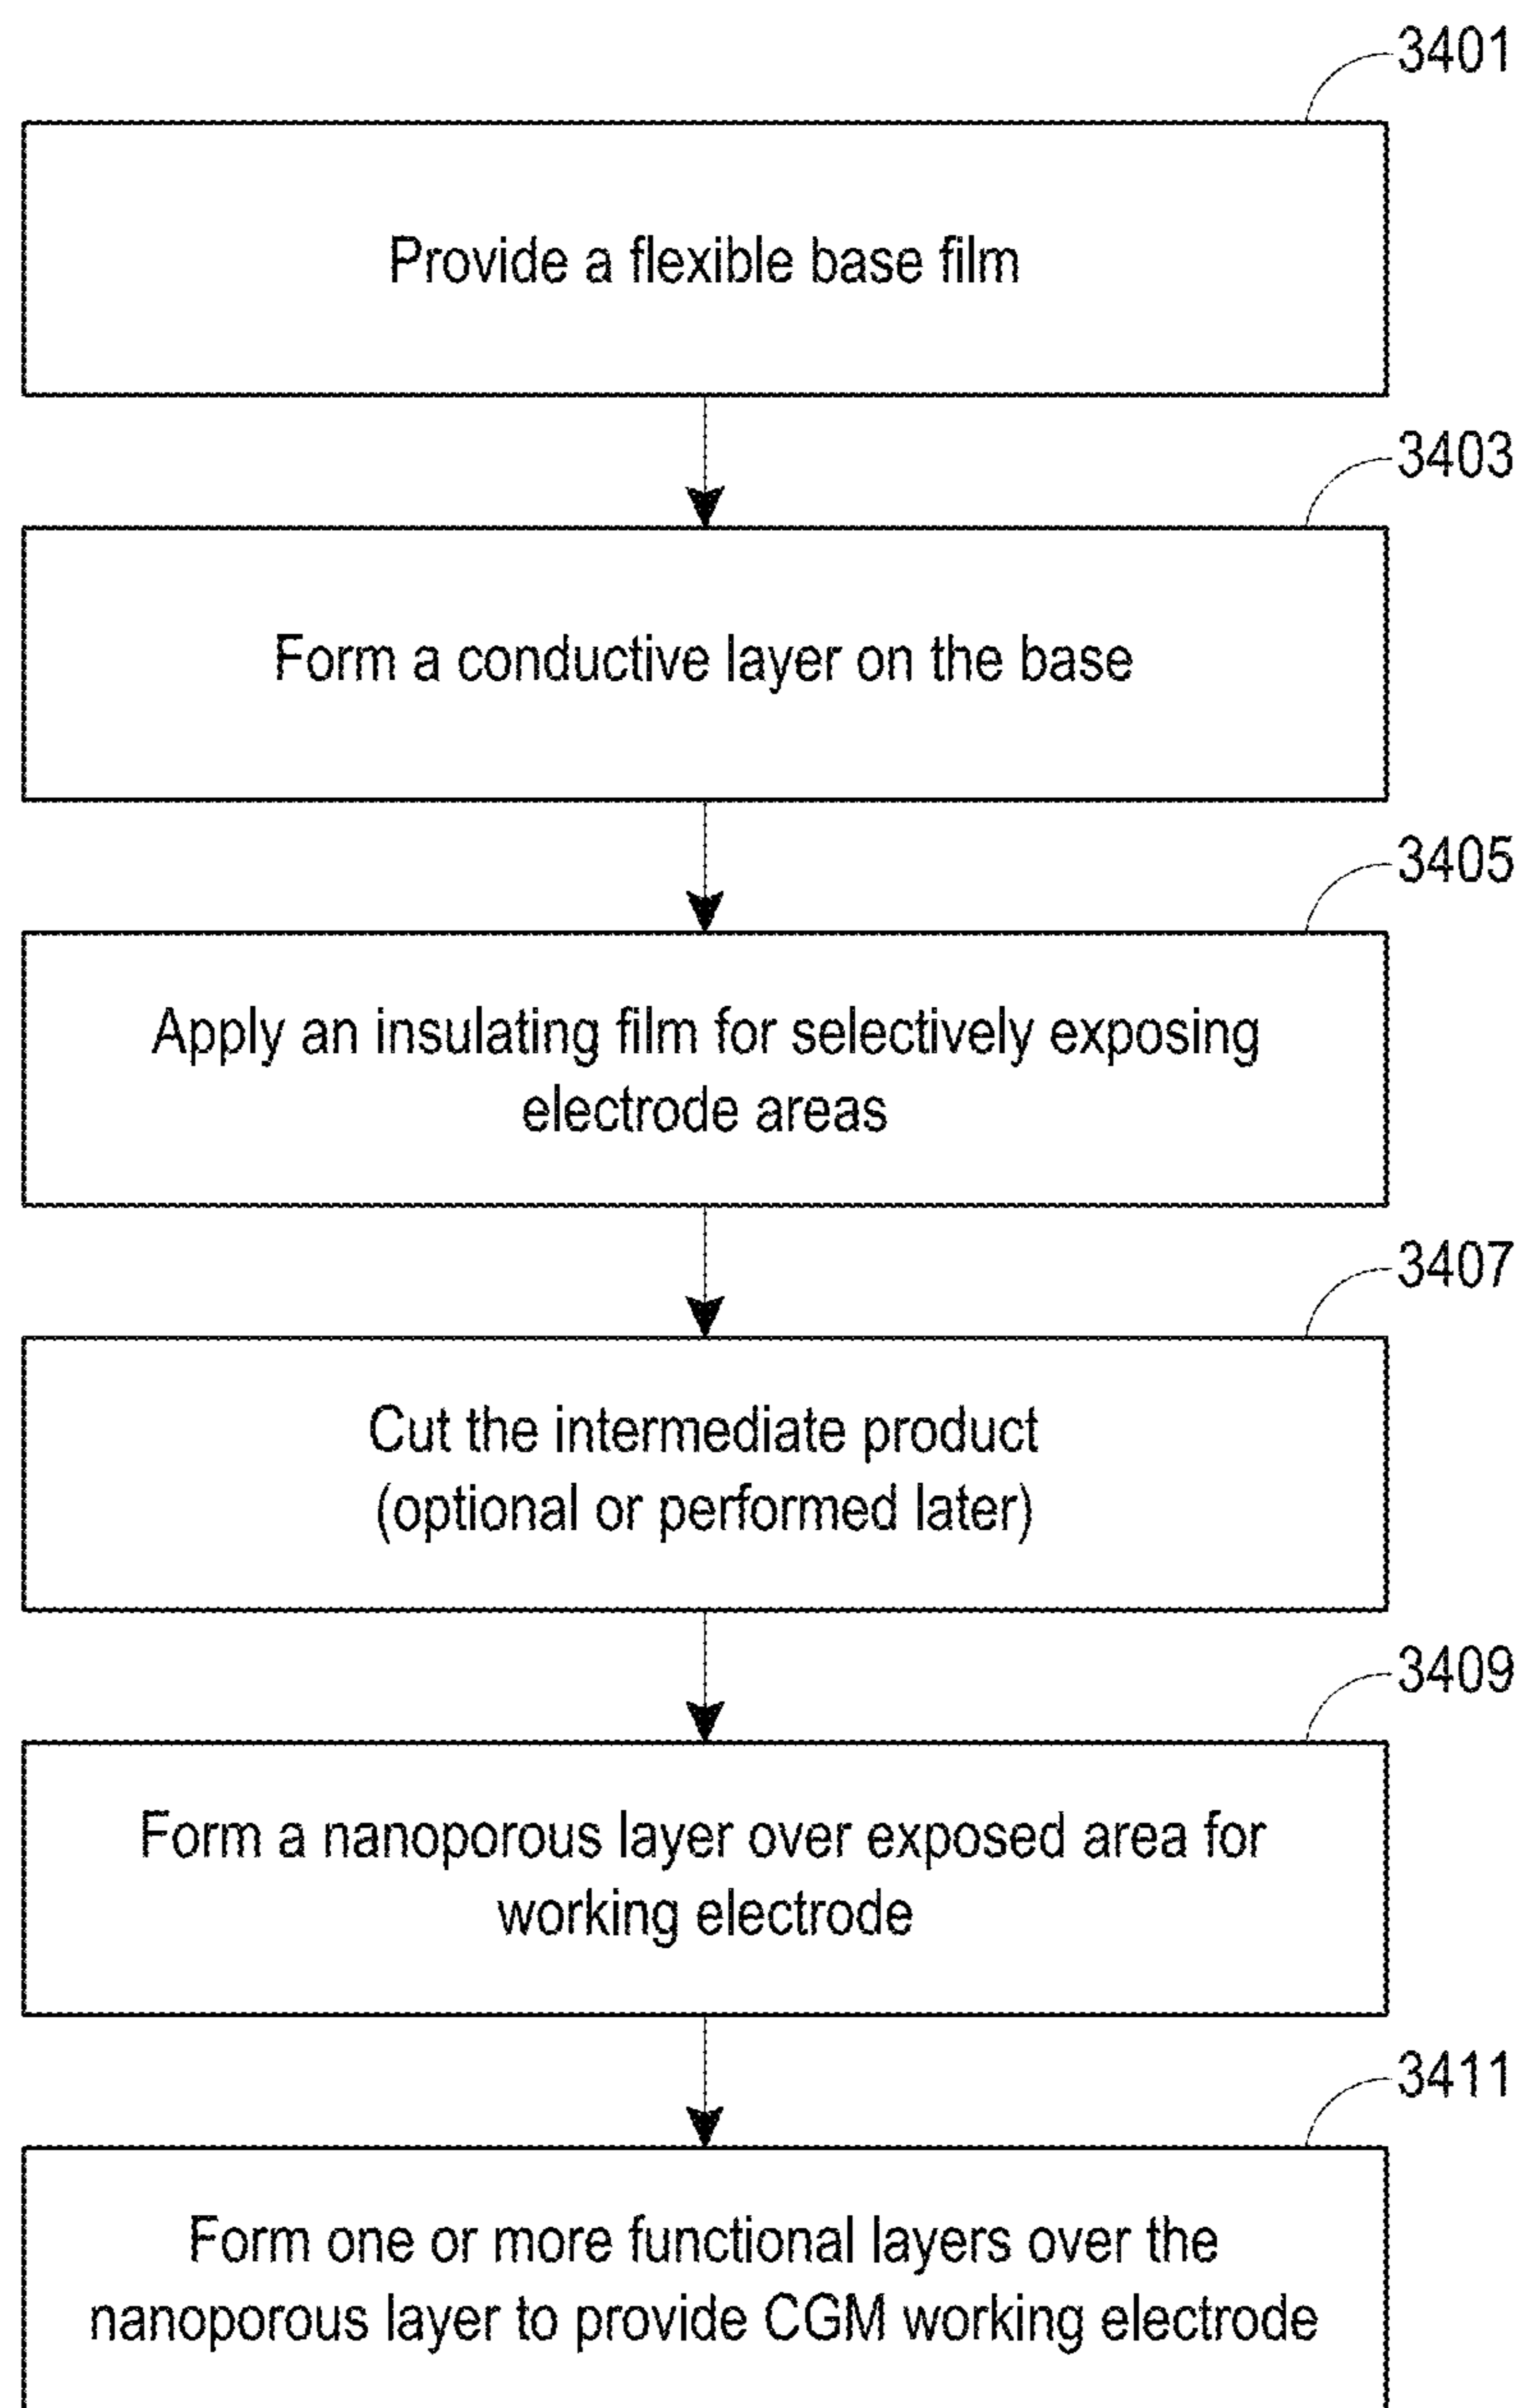 3401
Provide a flexible base film
3403
Form a conductive layer on the base
3405
Apply an insulating film for selectively exposing
electrode areas
3407
Cut the intermediate product
(optional or performed later)
3409
Form a nanoporous layer over exposed area for
working electrode
3411
Form one or more functional layers over the
nanoporous layer to provide CGM working electrode